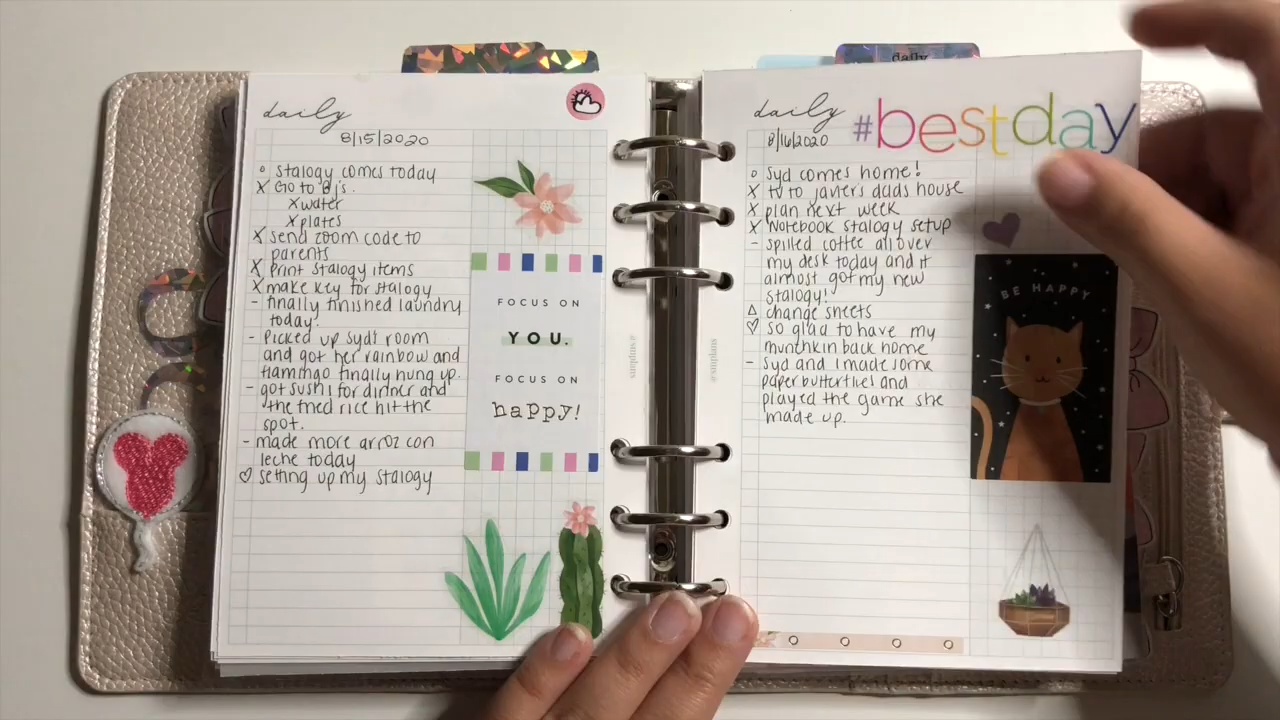 daily
8/15/2020
o stalogy comes today
x Go to BJ's.
x water
x plates
x send zoom code to
parents
x Print stalogy items
x make key for stalogy
- finally finished laundry
today.
- Picked up syd's room
and got her rainbow and
flamingo finally hung up.
- got sushi for dinner and
the fried rice hit the
spot.
- made more arroz con
leche today
♡ setting up my stalogy
FOCUS ON
YOU.
FOCUS ON
happy!
daily
daily #bestday
8/16/2020
o Syd comes home!
x TV to javier's dads house
x plan next week
x Notebook stalogy setup
- spilled coffee all over
my desk today and it
almost got my new
stalogy!
△ change sheets
♡ so glad to have my
munchkin back home
- Syd and I made some
paper butterflies and
played the game she
made up.
BE HAPPY